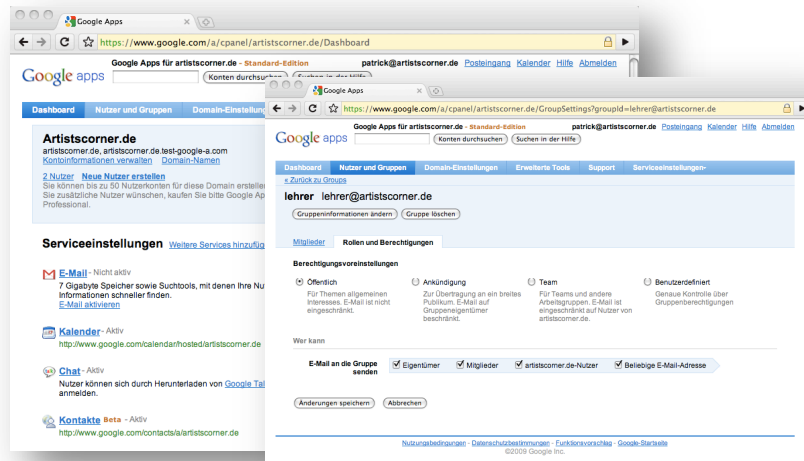 Google Apps
https://www.google.com/a/cpanel/artistscorner.de/Dashboard
Google Apps für artistscorner.de - Standard-Edition patrick@artistscorner.de Posteingang Kalender Hilfe Abmelden
Google apps Konten durchsuchen Suchen in der Hilfe
Dashboard Nutzer und Gruppen Domain-Einstellung
Artistscorner.de
artistscorner.de, artistscorner.de.test-google-a.com
Kontoinformationen verwalten Domain-Namen
2 Nutzer Neue Nutzer erstellen
Sie können bis zu 50 Nutzerkonten für diese Domain erstellen
Sie zusätzliche Nutzer wünschen, kaufen Sie bitte Google Ap
Professional.
Serviceeinstellungen Weitere Services hinzufüg
E-Mail - Nicht aktiv
7 Gigabyte Speicher sowie Suchtools, mit denen Ihre Nu
Informationen schneller finden.
E-Mail aktivieren
Kalender - Aktiv
http://www.google.com/calendar/hosted/artistscorner.de
Chat - Aktiv
Nutzer können sich durch Herunterladen von Google Tal
anmelden.
Kontakte Beta - Aktiv
http://www.google.com/contacts/a/artistscorner.de
Google Apps
https://www.google.com/a/cpanel/artistscorner.de/GroupSettings?groupId=lehrer@artistscorner.de
Google Apps für artistscorner.de - Standard-Edition patrick@artistscorner.de Posteingang Kalender Hilfe Abmelden
Google apps Konten durchsuchen Suchen in der Hilfe
Dashboard Nutzer und Gruppen Domain-Einstellungen Erweiterte Tools Support Serviceeinstellungen
« Zurück zu Groups
lehrer lehrer@artistscorner.de
Gruppeninformationen ändern Gruppe löschen
Mitglieder Rollen und Berechtigungen
Berechtigungsvoreinstellungen
Öffentlich
Für Themen allgemeinen
Interesses. E-Mail ist nicht
eingeschränkt.
Ankündigung
Zur Übertragung an ein breites
Publikum. E-Mail auf
Gruppeneigentümer
beschränkt.
Team
Für Teams und andere
Arbeitsgruppen. E-Mail ist
eingeschränkt auf Nutzer von
artistscorner.de.
Benutzerdefiniert
Genaue Kontrolle über
Gruppenberechtigungen
Wer kann
E-Mail an die Gruppe
senden
Eigentümer Mitglieder artistscorner.de-Nutzer Beliebige E-Mail-Adresse
Änderungen speichern Abbrechen
Nutzungsbedingungen - Datenschutzbestimmungen - Funktionsvorschlag - Google-Startseite
©2009 Google Inc.